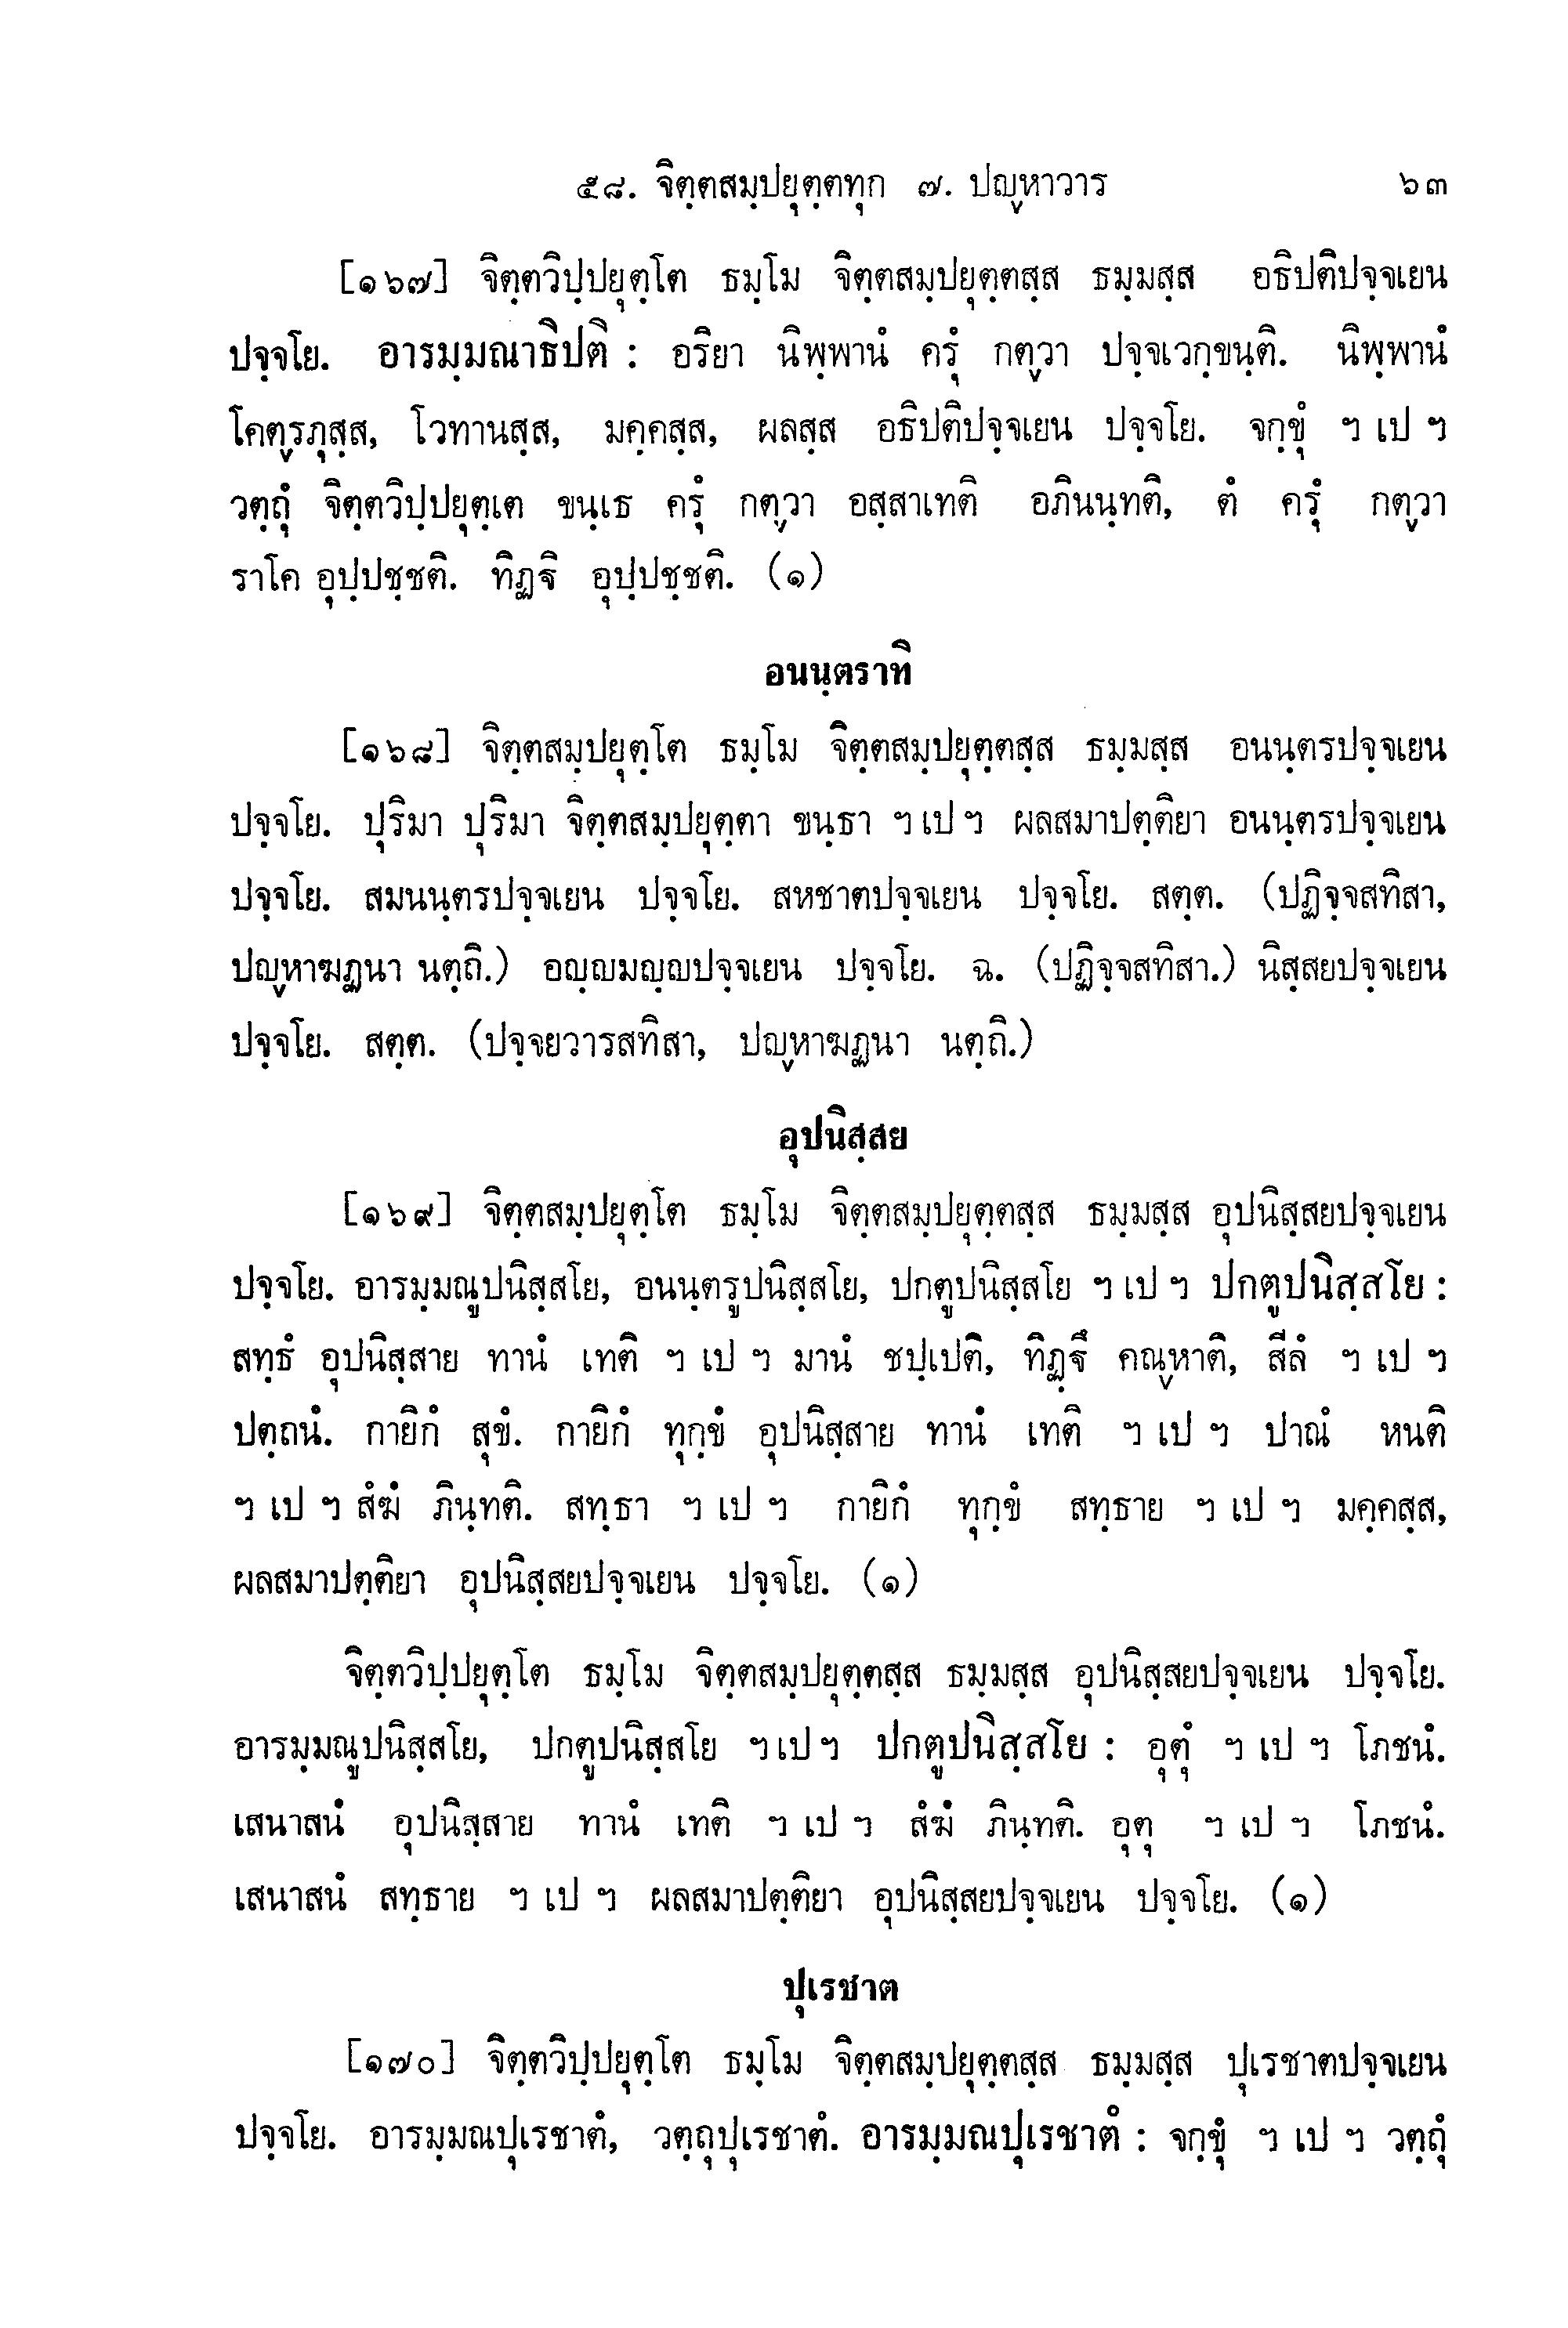 ๕๘. จิตฺตสมฺปยุตฺตทุก ๗. ปญฺหาวาร ๖๓
[๑๖๗] จิตฺตวิปฺปยุตฺโต ธมฺโม จิตฺตสมฺปยุตฺตสฺส ธมฺมสฺส อธิปติปจฺจเยน
ปจฺจโย. อารมฺมณาธิปติ : อริยา นิพฺพานํ ครุํ กตฺวา ปจฺจเวกฺขนฺติ. นิพฺพานํ
โคตฺรภุสฺส, โวทานสฺส, มคฺคสฺส, ผลสฺส อธิปติปจฺจเยน ปจฺจโย. จกฺขุํ ฯ เป ฯ
วตฺถุํ จิตฺตวิปฺปยุตฺเต ขนฺเธ ครุํ กตฺวา อสฺสาเทติ อภินนฺทติ, ตํ ครุํ กตฺวา
ราโค อุปฺปชฺชติ. ทิฏฺฐิ อุปฺปชฺชติ. (๑)
อนนฺตราทิ
[๑๖๘] จิตฺตสมฺปยุตฺโต ธมฺโม จิตฺตสมฺปยุตฺตสฺส ธมฺมสฺส อนนฺตรปจฺจเยน
ปจฺจโย. ปุริมา ปุริมา จิตฺตสมฺปยุตฺตา ขนฺธา ฯ เป ฯ ผลสมาปตฺติยา อนนฺตรปจฺจเยน
ปจฺจโย. สมนนฺตรปจฺจเยน ปจฺจโย. สหชาตปจฺจเยน ปจฺจโย. สตฺต. (ปฏิจฺจสทิสา,
ปญฺหาฆฏนา นตฺถิ.) อญฺญมญฺญปจฺจเยน ปจฺจโย. ฉ. (ปฏิจฺจสทิสา.) นิสฺสยปจฺจเยน
ปจฺจโย. สตฺต. (ปจฺจยวารสทิสา, ปญฺหาฆฏนา นตฺถิ.)
อุปนิสฺสย
[๑๖๙] จิตฺตสมฺปยุตฺโต ธมฺโม จิตฺตสมฺปยุตฺตสฺส ธมฺมสฺส อุปนิสฺสยปจฺจเยน
ปจฺจโย. อารมฺมณูปนิสฺสโย, อนนฺตรูปนิสฺสโย, ปกตูปนิสฺสโย ฯ เป ฯ ปกตูปนิสฺสโย :
สทฺธํ อุปนิสฺสาย ทานํ เทติ ฯ เป ฯ มานํ ชปฺเปติ, ทิฏฺฐึ คณฺหาติ, สีลํ ฯ เป ฯ
ปตฺถนํ. กายิกํ สุขํ. กายิกํ ทุกฺขํ อุปนิสฺสาย ทานํ เทติ ฯ เป ฯ ปาณํ หนติ
ฯ เป ฯ สํฆํ ภินฺทติ. สทฺธา ฯ เป ฯ กายิกํ ทุกฺขํ สทฺธาย ฯ เป ฯ มคฺคสฺส,
ผลสมาปตฺติยา อุปนิสฺสยปจฺจเยน ปจฺจโย. (๑)
จิตฺตวิปฺปยุตฺโต ธมฺโม จิตฺตสมฺปยุตฺตสฺส ธมฺมสฺส อุปนิสฺสยปจฺจเยน ปจฺจโย.
อารมฺมณูปนิสฺสโย, ปกตูปนิสฺสโย ฯ เป ฯ ปกตูปนิสฺสโย : อุตุํ ฯ เป ฯ โภชนํ.
เสนาสนํ อุปนิสฺสาย ทานํ เทติ ฯ เป ฯ สํฆํ ภินฺทติ. อุตุ ฯ เป ฯ โภชนํ.
เสนาสนํ สทฺธาย ฯ เป ฯ ผลสมาปตฺติยา อุปนิสฺสยปจฺจเยน ปจฺจโย. (๑)
ปุเรชาต
[๑๗๐] จิตฺตวิปฺปยุตฺโต ธมฺโม จิตฺตสมฺปยุตฺตสฺส ธมฺมสฺส ปุเรชาตปจฺจเยน
ปจฺจโย. อารมฺมณปุเรชาตํ, วตฺถุปุเรชาตํ. อารมฺมณปุเรชาตํ : จกฺขุํ ฯ เป ฯ วตฺถุํ